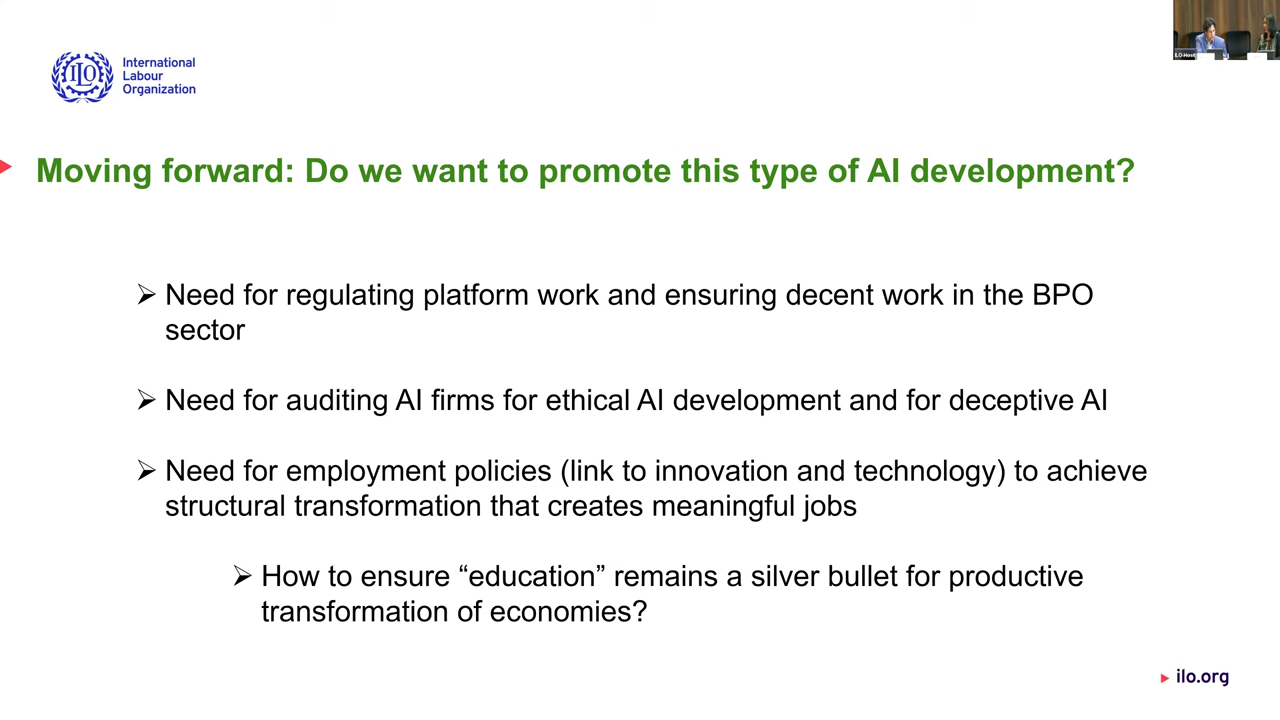 International
Labour
Organization
ILO
ILO-Host
Moving forward: Do we want to promote this type of AI development?
➢ Need for regulating platform work and ensuring decent work in the BPO
sector
➢ Need for auditing AI firms for ethical AI development and for deceptive AI
➢ Need for employment policies (link to innovation and technology) to achieve
structural transformation that creates meaningful jobs
➢ How to ensure “education” remains a silver bullet for productive
transformation of economies?
ilo.org